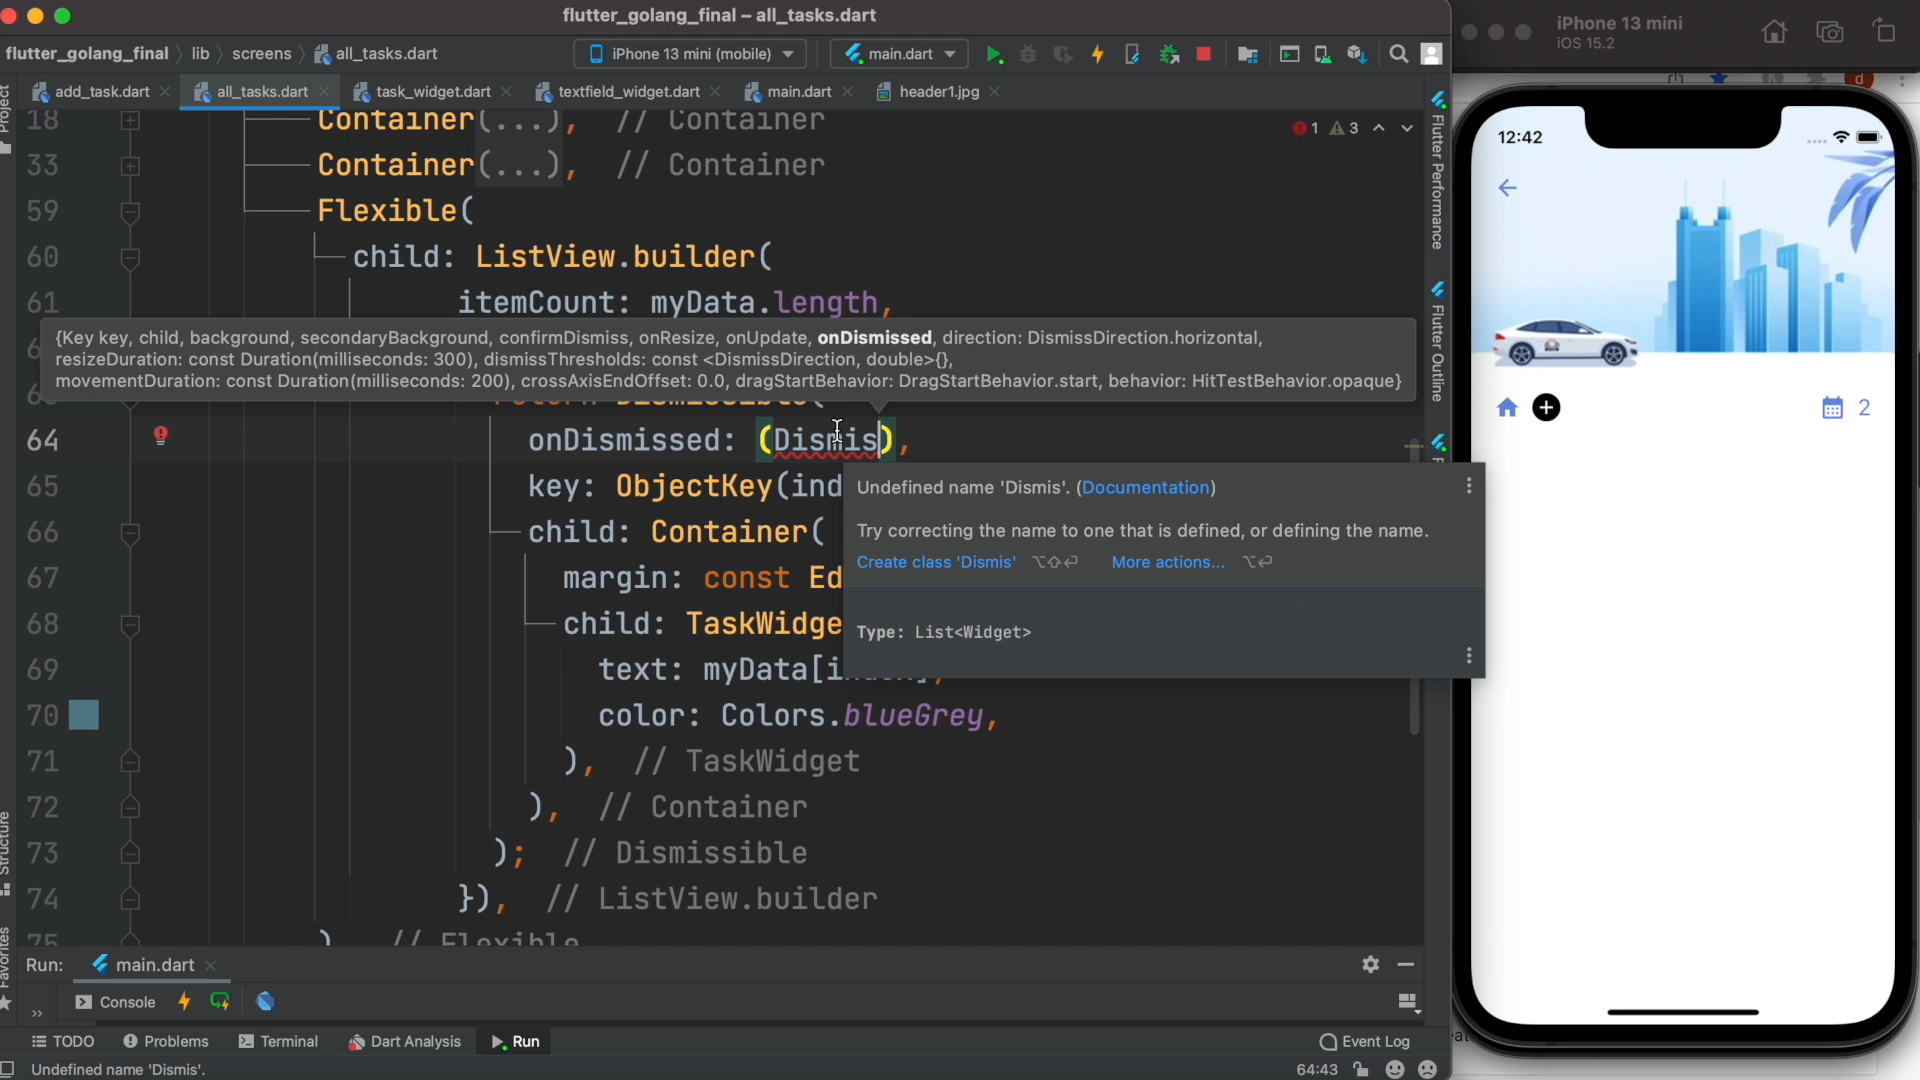 flutter_golang_final – all_tasks.dart
flutter_golang_final lib screens all_tasks.dart iPhone 13 mini (mobile) main.dart
add_task.dart all_tasks.dart task_widget.dart textfield_widget.dart main.dart header1.jpg
18 Container(...), // Container
1 3
33 Container(...), // Container
59 Flexible(
60 child: ListView.builder(
61 itemCount: myData.length,
{Key key, child, background, secondaryBackground, confirmDismiss, onResize, onUpdate, onDismissed, direction: DismissDirection.horizontal,
resizeDuration: const Duration(milliseconds: 300), dismissThresholds: const <DismissDirection, double>{},
movementDuration: const Duration(milliseconds: 200), crossAxisEndOffset: 0.0, dragStartBehavior: DragStartBehavior.start, behavior: HitTestBehavior.opaque}
64 onDismissed: (Dismis),
65 key: ObjectKey(ind
66 child: Container(
67 margin: const Ed
68 child: TaskWidge
69 text: myData[index],
70 color: Colors.blueGrey,
71 ), // TaskWidget
72 ), // Container
73 ); // Dismissible
74 }), // ListView.builder
75 ) // Flexible
Undefined name 'Dismis'. (Documentation)
Try correcting the name to one that is defined, or defining the name.
Create class 'Dismis' ⌥⇧⏎ More actions... ⌥⏎
Type: List<Widget>
Run: main.dart
Console
TODO Problems Terminal Dart Analysis Run Event Log
Undefined name 'Dismis'. 64:43
Project
Structure
Favorites
Flutter Performance
Flutter Outline
iPhone 13 mini
iOS 15.2
12:42
2